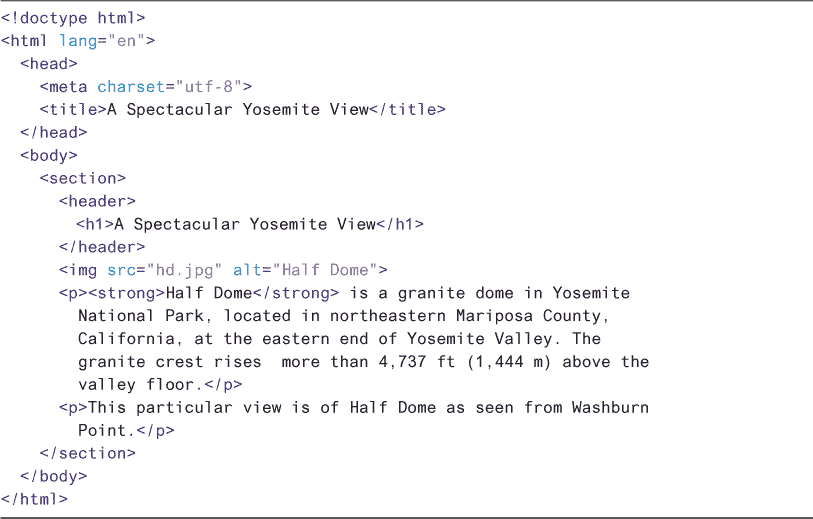 <!doctype html>
<html lang="en">
  <head>
    <meta charset="utf-8">
    <title>A Spectacular Yosemite View</title>
  </head>
  <body>
    <section>
      <header>
        <h1>A Spectacular Yosemite View</h1>
      </header>
      <img src="hd.jpg" alt="Half Dome">
      <p><strong>Half Dome</strong> is a granite dome in Yosemite
        National Park, located in northeastern Mariposa County,
        California, at the eastern end of Yosemite Valley. The
        granite crest rises  more than 4,737 ft (1,444 m) above the
        valley floor.</p>
      <p>This particular view is of Half Dome as seen from Washburn
        Point.</p>
    </section>
  </body>
</html>